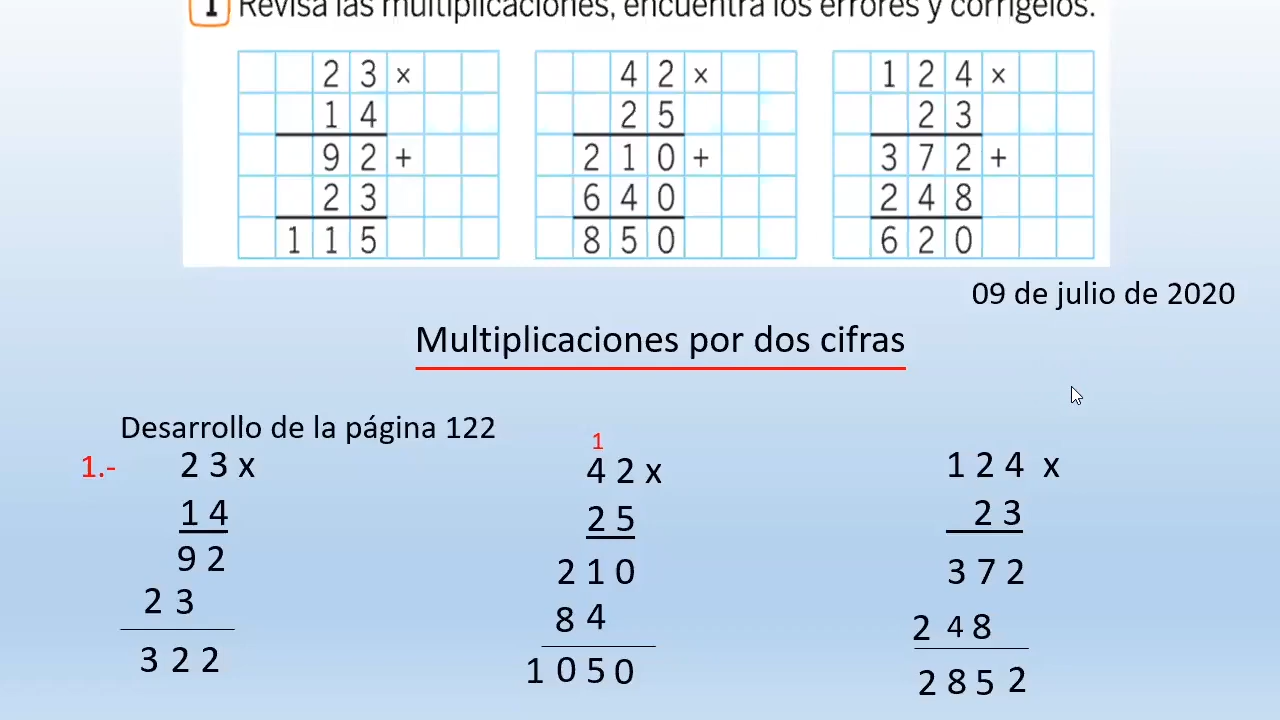 1 Revisa las multiplicaciones, encuentra los errores y corrígelos.
2 3 ×
1 4
9 2 +
2 3
1 1 5
4 2 ×
2 5
2 1 0 +
6 4 0
8 5 0
1 2 4 ×
2 3
3 7 2 +
2 4 8
6 2 0
09 de julio de 2020
Multiplicaciones por dos cifras
Desarrollo de la página 122
1.-
2 3 x
1 4
9 2
2 3
3 2 2
1
4 2 x
2 5
2 1 0
8 4
1 0 5 0
1 2 4 x
2 3
3 7 2
2 4 8
2 8 5 2